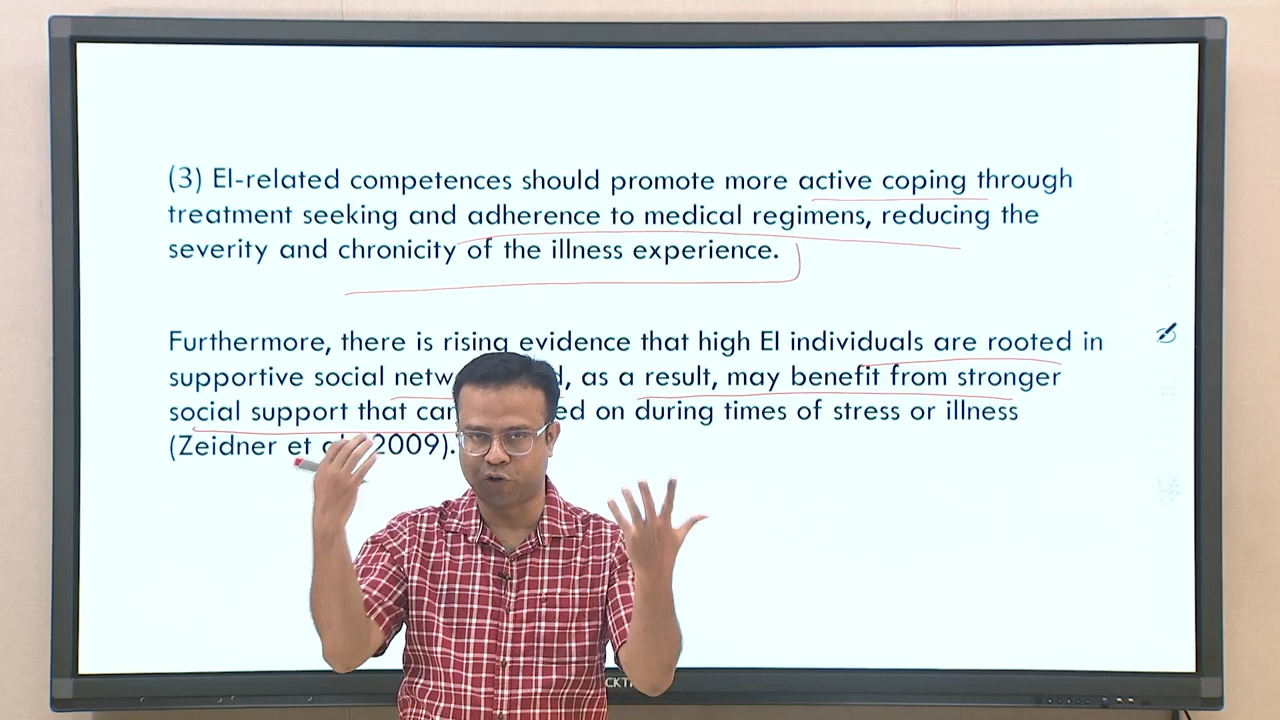 (3) EI-related competences should promote more active coping through
treatment seeking and adherence to medical regimens, reducing the
severity and chronicity of the illness experience.
Furthermore, there is rising evidence that high EI individuals are rooted in
supportive social as a result, may benefit from stronger
social support that can on during times of stress or illness
(Zeidner et 2009).